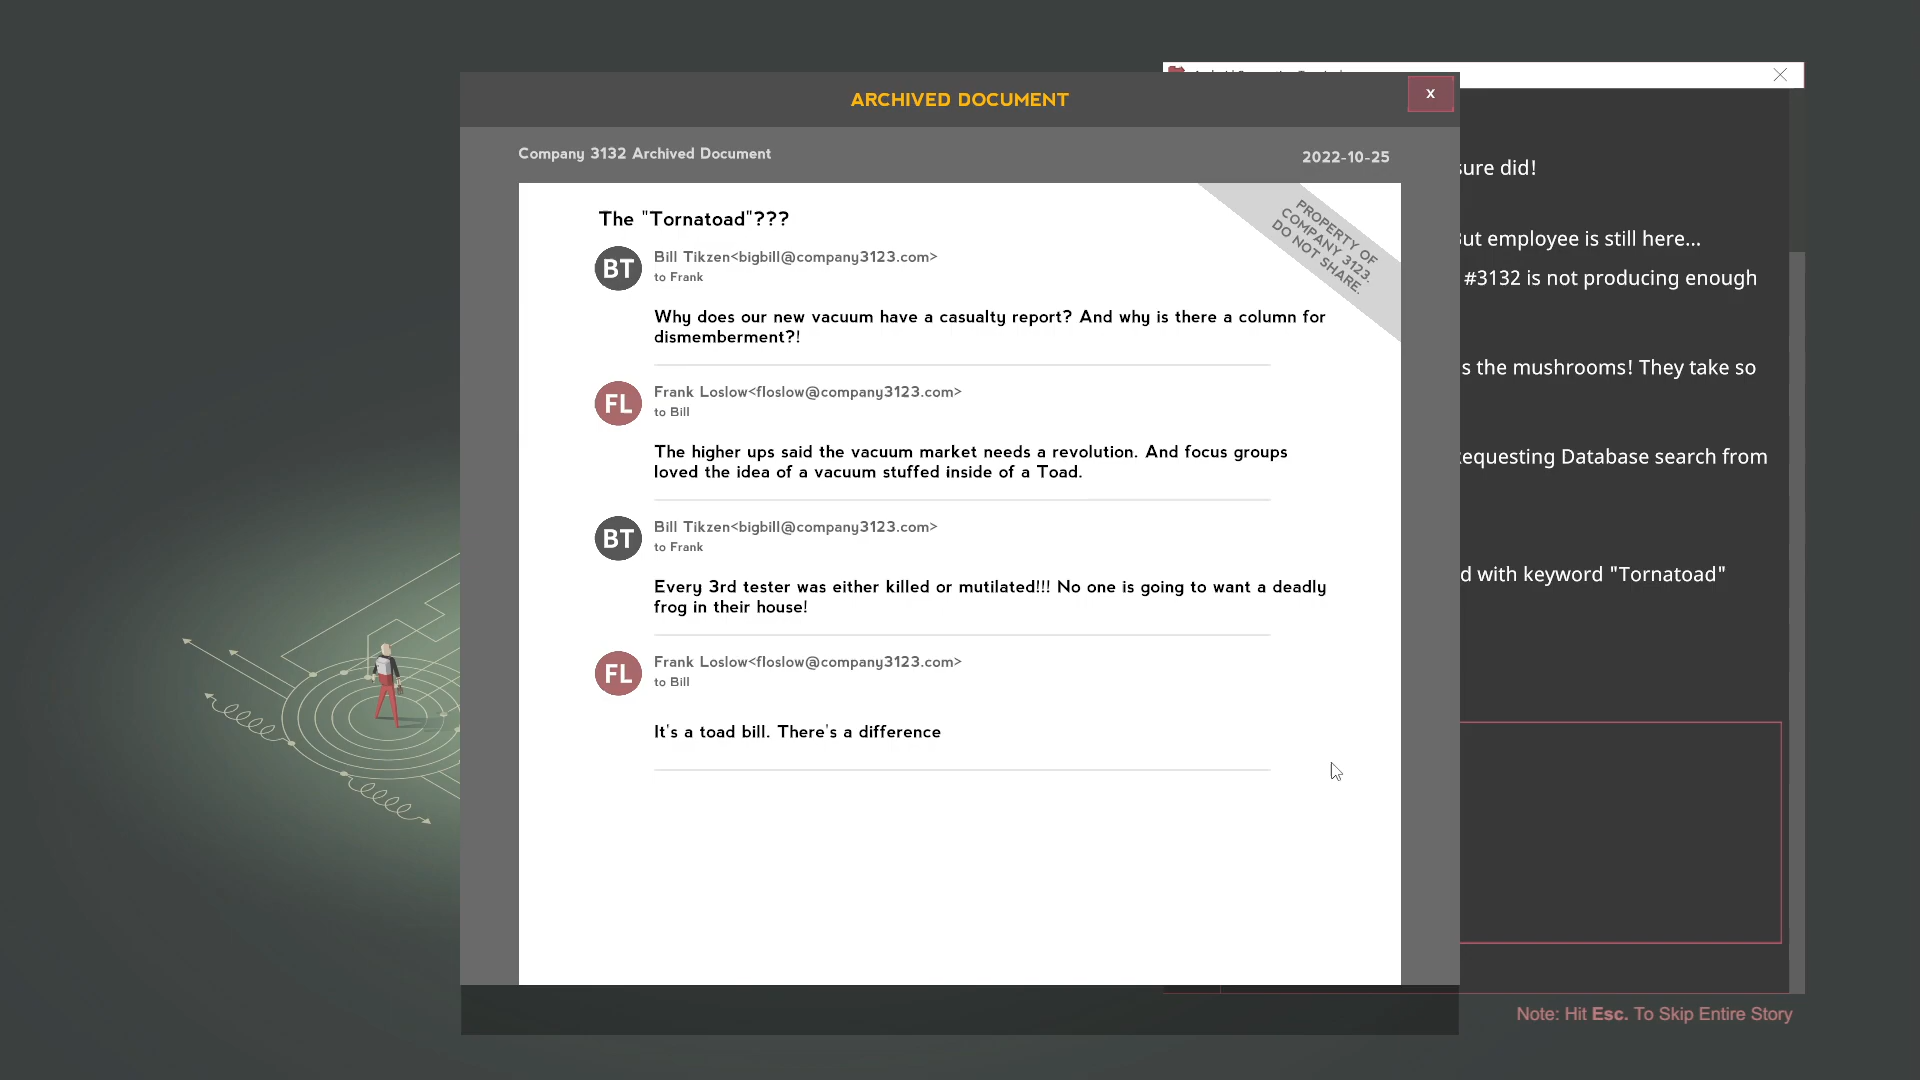 ARCHIVED DOCUMENT
x
Company 3132 Archived Document
2022-10-25
PROPERTY OF
COMPANY 3123.
DO NOT SHARE.
The "Tornatoad"???
BT
Bill Tikzen<bigbill@company3123.com>
to Frank
Why does our new vacuum have a casualty report? And why is there a column for
dismemberment?!
FL
Frank Loslow<floslow@company3123.com>
to Bill
The higher ups said the vacuum market needs a revolution. And focus groups
loved the idea of a vacuum stuffed inside of a Toad.
BT
Bill Tikzen<bigbill@company3123.com>
to Frank
Every 3rd tester was either killed or mutilated!!! No one is going to want a deadly
frog in their house!
FL
Frank Loslow<floslow@company3123.com>
to Bill
It's a toad bill. There's a difference
sure did!
But employee is still here...
#3132 is not producing enough
s the mushrooms! They take so
Requesting Database search from
d with keyword "Tornatoad"
Note: Hit Esc. To Skip Entire Story